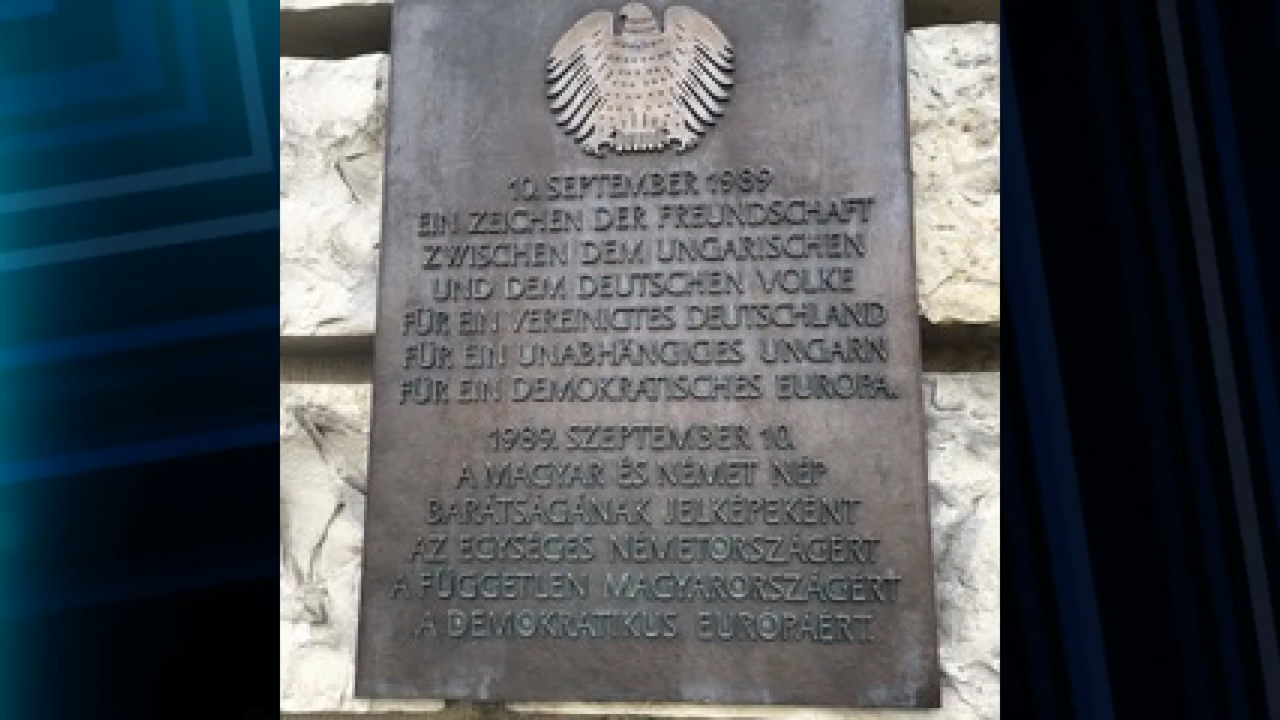 10. SEPTEMBER 1989
EIN ZEICHEN DER FREUNDSCHAFT
ZWISCHEN DEM UNGARISCHEN
UND DEM DEUTSCHEN VOLKE
FÜR EIN VEREINIGTES DEUTSCHLAND
FÜR EIN UNABHÄNGIGES UNGARN
FÜR EIN DEMOKRATISCHES EUROPA.
1989. SZEPTEMBER 10.
A MAGYAR ÉS NÉMET NÉP
BARÁTSÁGÁNAK JELKÉPEKÉNT
AZ EGYSÉGES NÉMETORSZÁGÉRT
A FÜGGETLEN MAGYARORSZÁGÉRT
A DEMOKRATIKUS EURÓPÁÉRT.